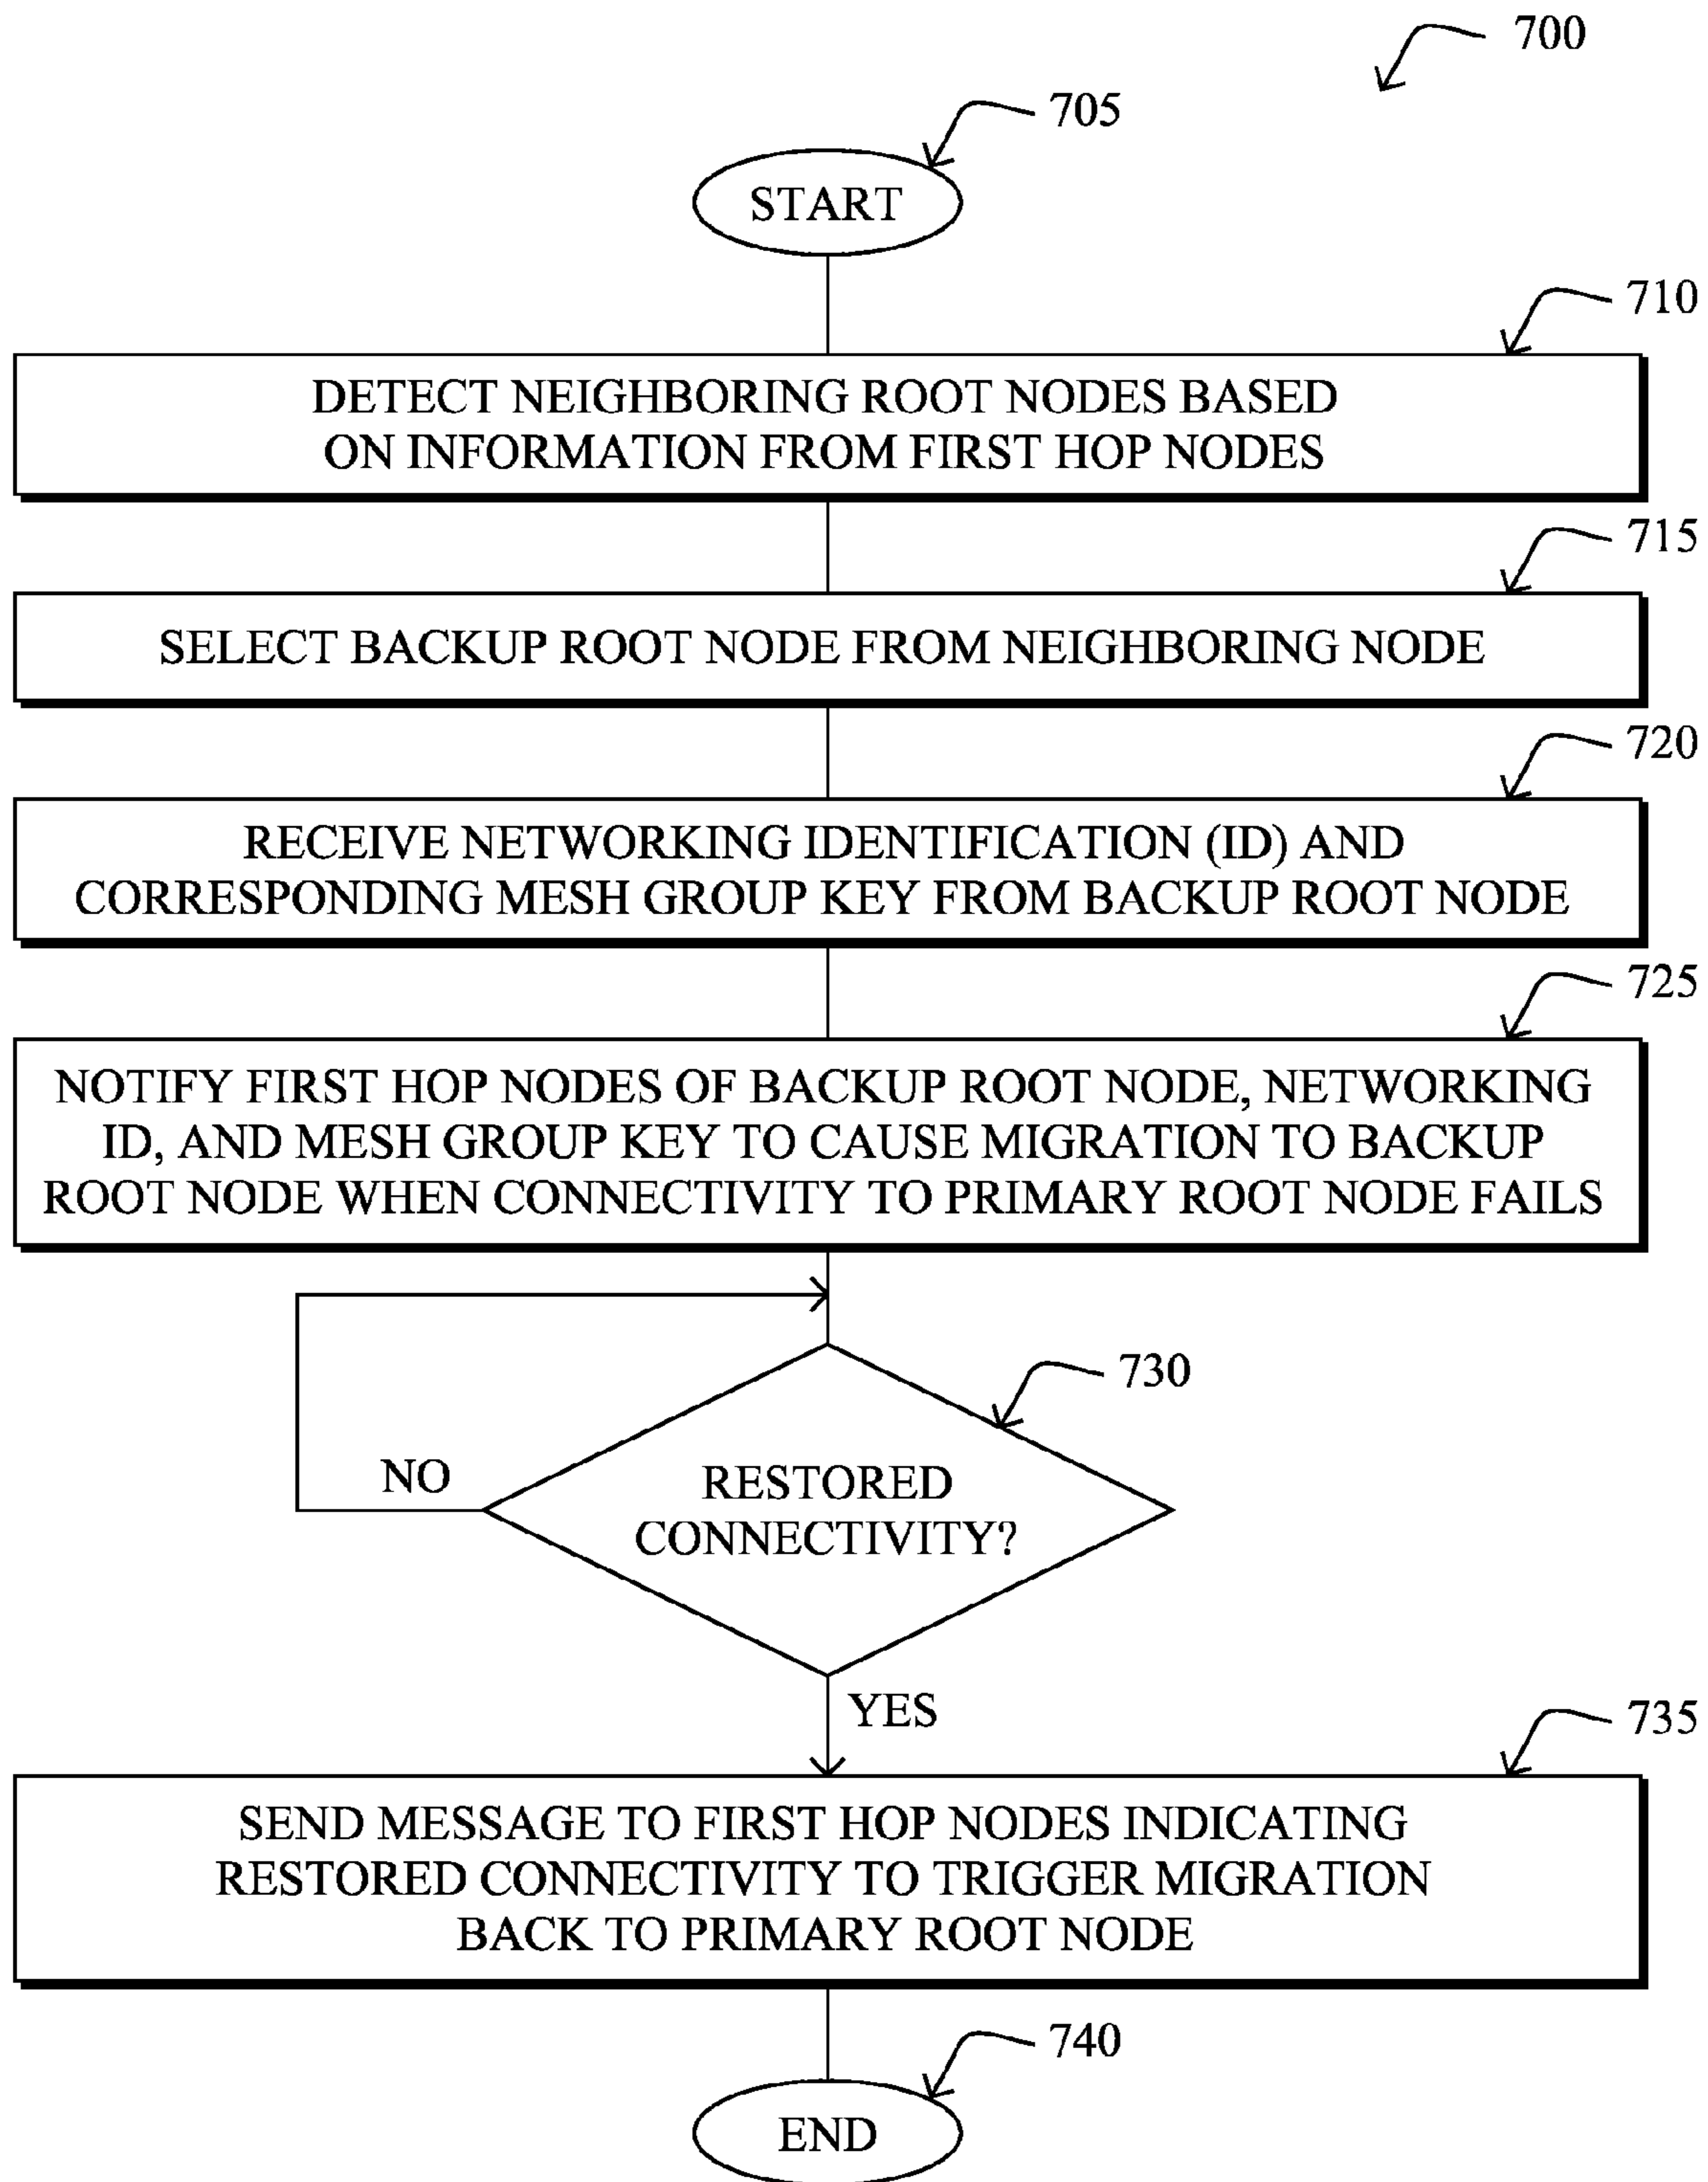 700
705
START
710
DETECT NEIGHBORING ROOT NODES BASED
ON INFORMATION FROM FIRST HOP NODES
715
SELECT BACKUP ROOT NODE FROM NEIGHBORING NODE
720
RECEIVE NETWORKING IDENTIFICATION (ID) AND
CORRESPONDING MESH GROUP KEY FROM BACKUP ROOT NODE
725
NOTIFY FIRST HOP NODES OF BACKUP ROOT NODE, NETWORKING
ID, AND MESH GROUP KEY TO CAUSE MIGRATION TO BACKUP
ROOT NODE WHEN CONNECTIVITY TO PRIMARY ROOT NODE FAILS
730
NO
RESTORED
CONNECTIVITY?
YES
735
SEND MESSAGE TO FIRST HOP NODES INDICATING
RESTORED CONNECTIVITY TO TRIGGER MIGRATION
BACK TO PRIMARY ROOT NODE
740
END